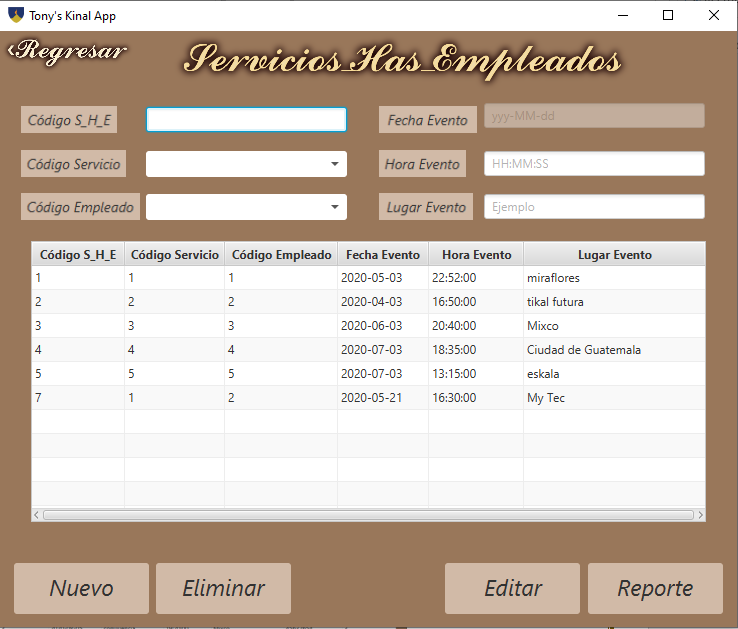 Tony's Kinal App
‹Regresar
Servicios_Has_Empleados
Código S_H_E
Fecha Evento yyy-MM-dd
Código Servicio
Hora Evento HH:MM:SS
Código Empleado
Lugar Evento Ejemplo
Código S_H_E Código Servicio Código Empleado Fecha Evento Hora Evento Lugar Evento
1 1 1 2020-05-03 22:52:00 miraflores
2 2 2 2020-04-03 16:50:00 tikal futura
3 3 3 2020-06-03 20:40:00 Mixco
4 4 4 2020-07-03 18:35:00 Ciudad de Guatemala
5 5 5 2020-07-03 13:15:00 eskala
7 1 2 2020-05-21 16:30:00 My Tec
Nuevo Eliminar Editar Reporte